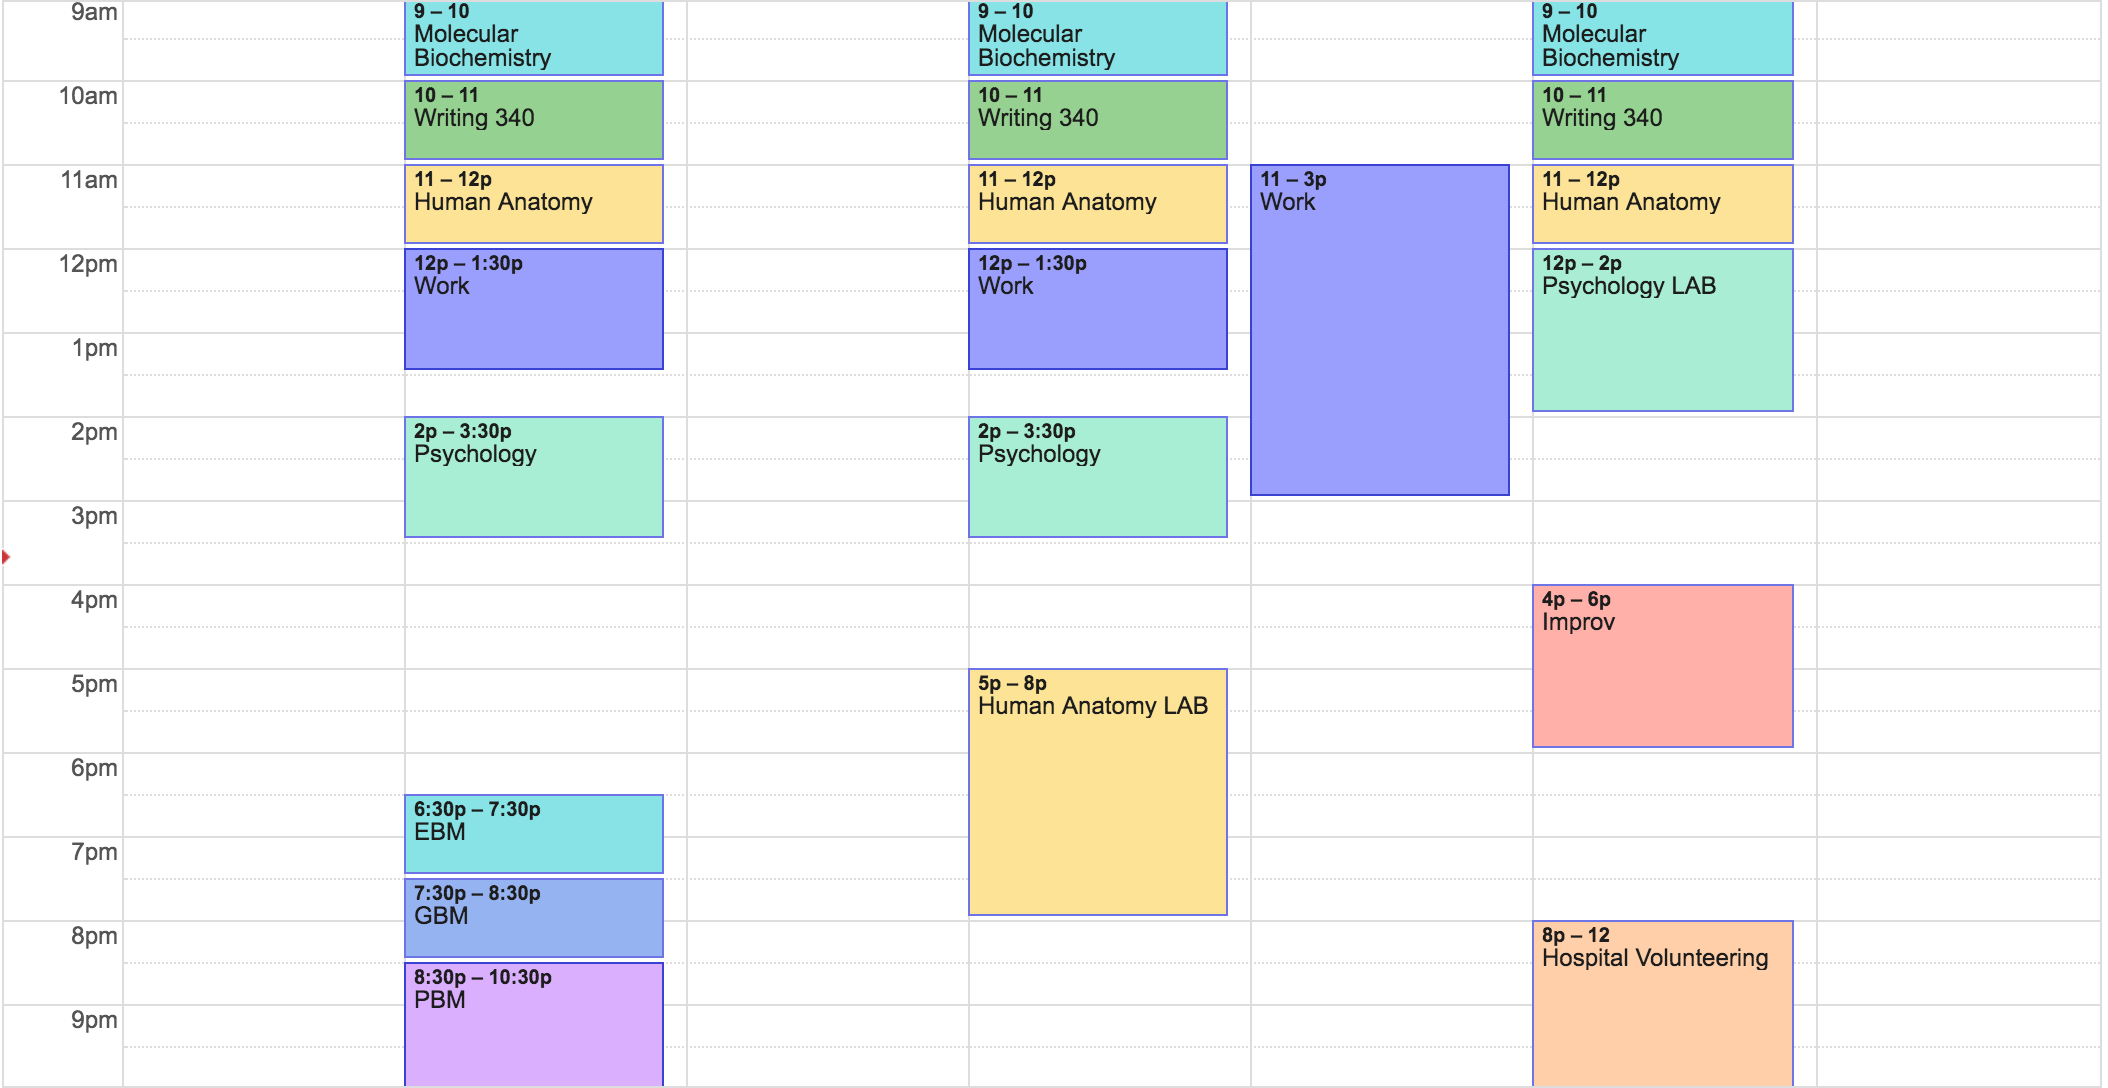 9am
10am
11am
12pm
1pm
2pm
3pm
4pm
5pm
6pm
7pm
8pm
9pm
9 – 10
Molecular
Biochemistry
10 – 11
Writing 340
11 – 12p
Human Anatomy
12p – 1:30p
Work
2p – 3:30p
Psychology
6:30p – 7:30p
EBM
7:30p – 8:30p
GBM
8:30p – 10:30p
PBM
9 – 10
Molecular
Biochemistry
10 – 11
Writing 340
11 – 12p
Human Anatomy
12p – 1:30p
Work
2p – 3:30p
Psychology
5p – 8p
Human Anatomy LAB
11 – 3p
Work
9 – 10
Molecular
Biochemistry
10 – 11
Writing 340
11 – 12p
Human Anatomy
12p – 2p
Psychology LAB
4p – 6p
Improv
8p – 12
Hospital Volunteering